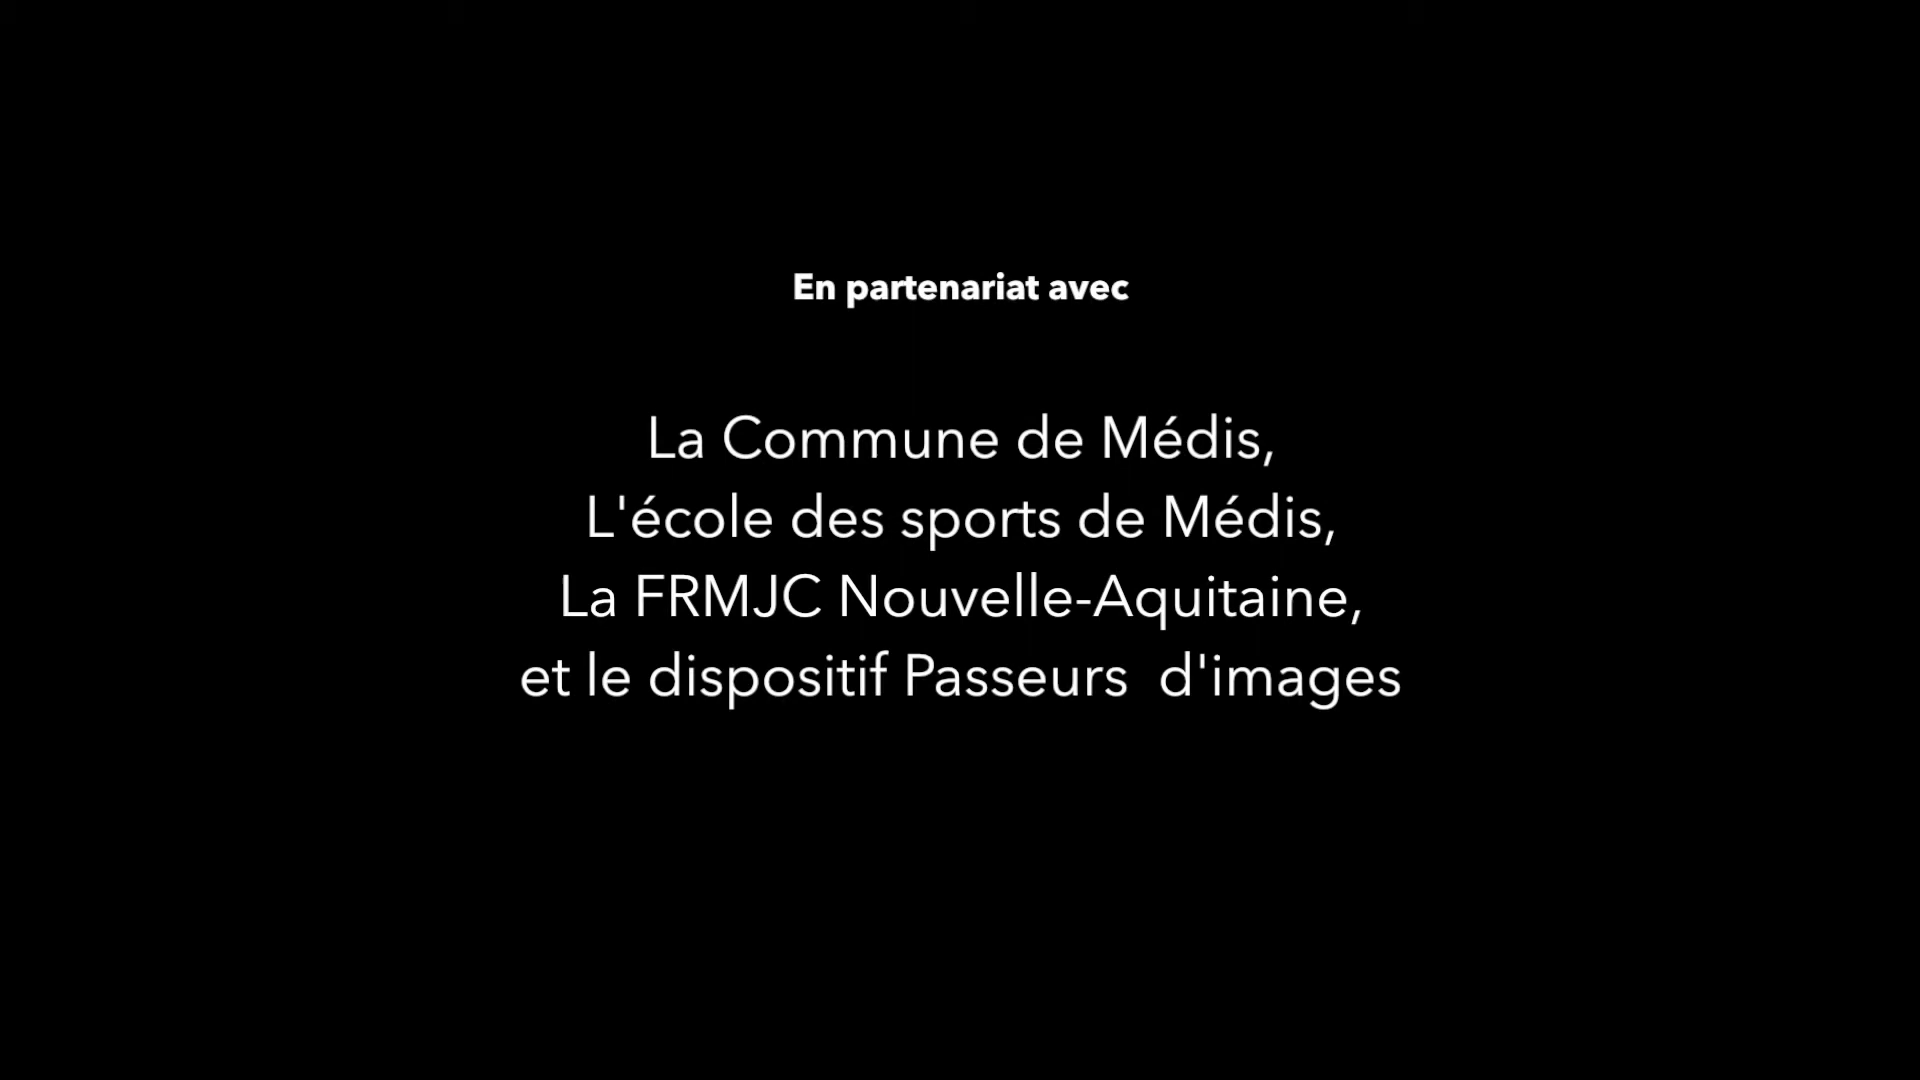 En partenariat avec
La Commune de Médis,
L'école des sports de Médis,
La FRMJC Nouvelle-Aquitaine,
et le dispositif Passeurs  d'images